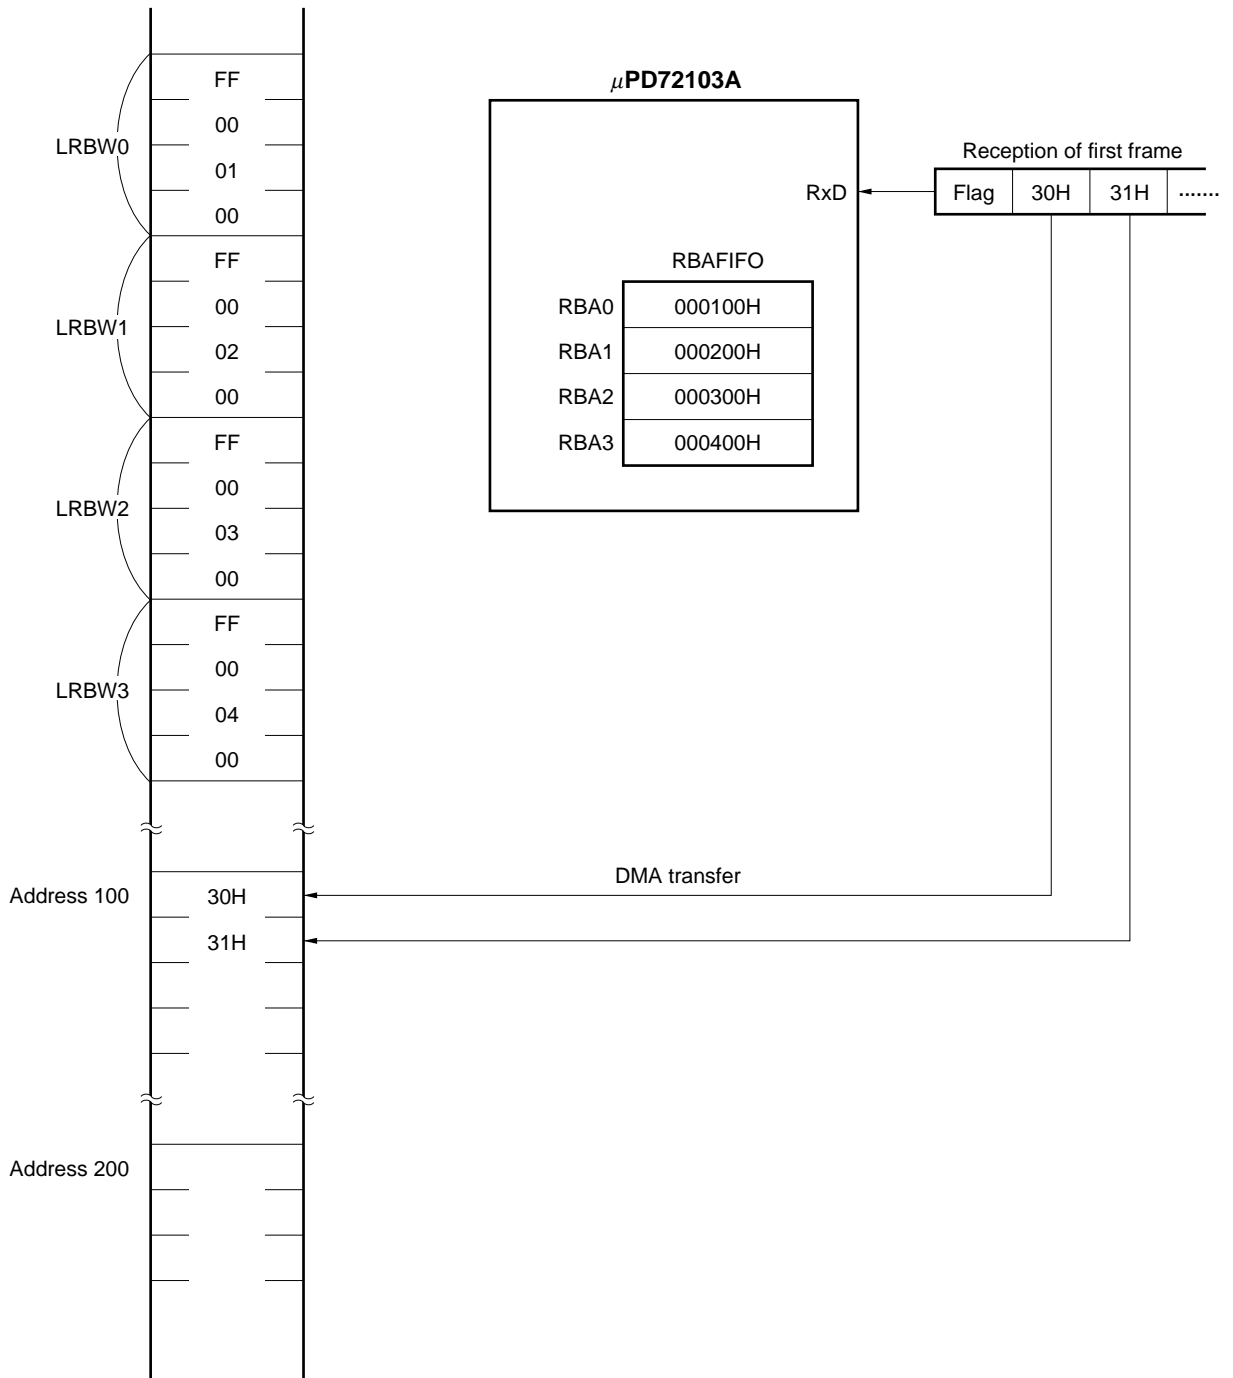 LRBW0
FF
00
01
00
LRBW1
FF
00
02
00
LRBW2
FF
00
03
00
LRBW3
FF
00
04
00
μPD72103A
RxD
Reception of first frame
Flag 30H 31H .......
RBAFIFO
RBA0 000100H
RBA1 000200H
RBA2 000300H
RBA3 000400H
DMA transfer
Address 100 30H
31H
Address 200